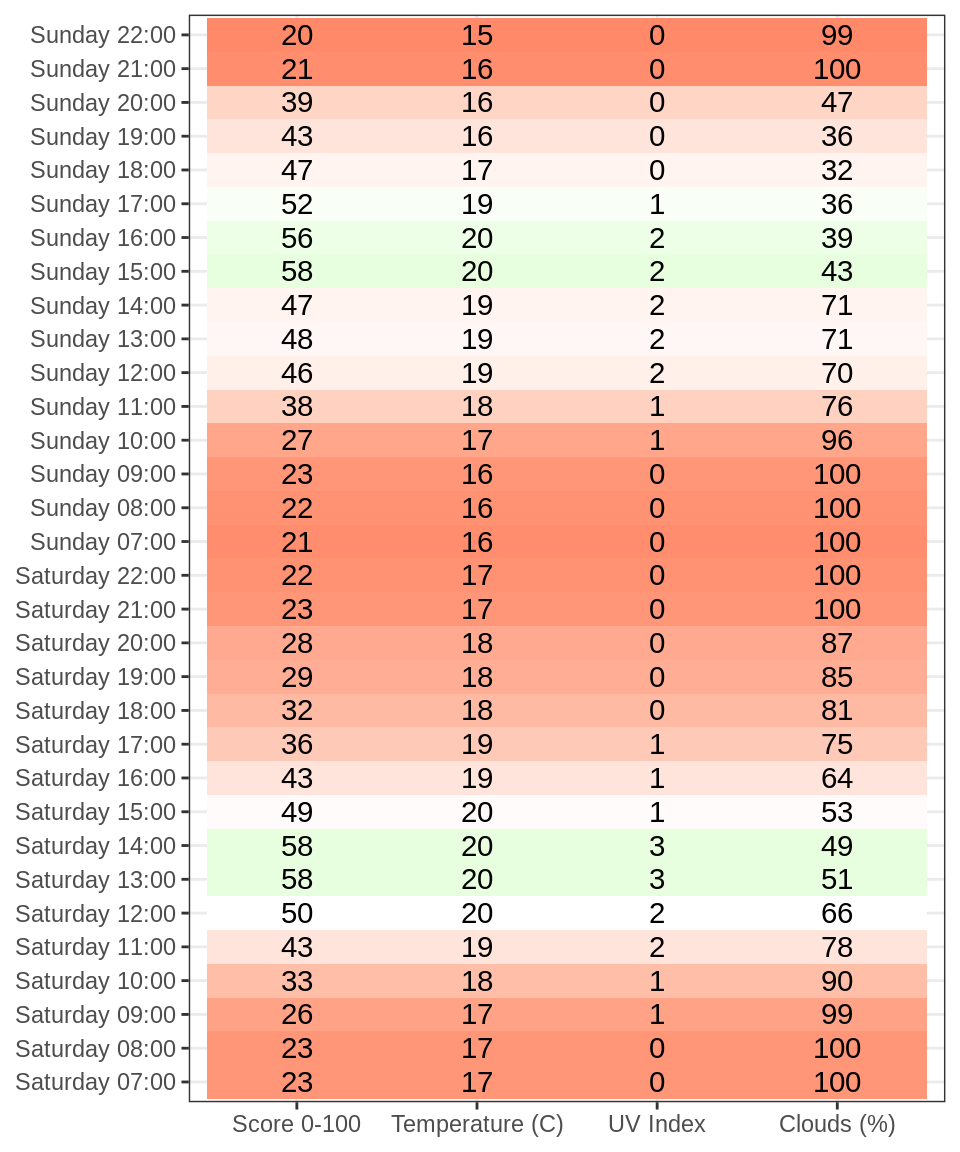 Sunday 22:00 20 15 0 99
Sunday 21:00 21 16 0 100
Sunday 20:00 39 16 0 47
Sunday 19:00 43 16 0 36
Sunday 18:00 47 17 0 32
Sunday 17:00 52 19 1 36
Sunday 16:00 56 20 2 39
Sunday 15:00 58 20 2 43
Sunday 14:00 47 19 2 71
Sunday 13:00 48 19 2 71
Sunday 12:00 46 19 2 70
Sunday 11:00 38 18 1 76
Sunday 10:00 27 17 1 96
Sunday 09:00 23 16 0 100
Sunday 08:00 22 16 0 100
Sunday 07:00 21 16 0 100
Saturday 22:00 22 17 0 100
Saturday 21:00 23 17 0 100
Saturday 20:00 28 18 0 87
Saturday 19:00 29 18 0 85
Saturday 18:00 32 18 0 81
Saturday 17:00 36 19 1 75
Saturday 16:00 43 19 1 64
Saturday 15:00 49 20 1 53
Saturday 14:00 58 20 3 49
Saturday 13:00 58 20 3 51
Saturday 12:00 50 20 2 66
Saturday 11:00 43 19 2 78
Saturday 10:00 33 18 1 90
Saturday 09:00 26 17 1 99
Saturday 08:00 23 17 0 100
Saturday 07:00 23 17 0 100
Score 0-100 Temperature (C) UV Index Clouds (%)